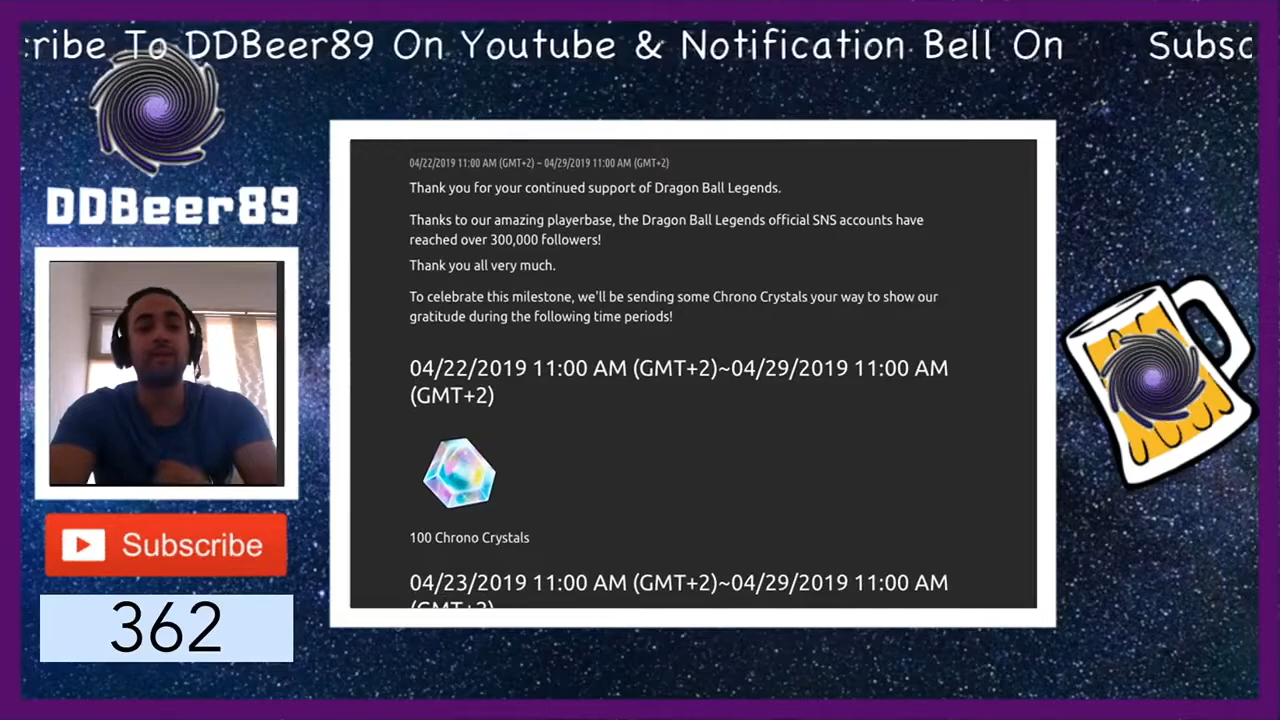 ribe To DDBeer89 On Youtube & Notification Bell On Subsc
DDBeer89
Subscribe
362
04/22/2019 11:00 AM (GMT+2) ~ 04/29/2019 11:00 AM (GMT+2)
Thank you for your continued support of Dragon Ball Legends.
Thanks to our amazing playerbase, the Dragon Ball Legends official SNS accounts have
reached over 300,000 followers!
Thank you all very much.
To celebrate this milestone, we'll be sending some Chrono Crystals your way to show our
gratitude during the following time periods!
04/22/2019 11:00 AM (GMT+2)~04/29/2019 11:00 AM
(GMT+2)
100 Chrono Crystals
04/23/2019 11:00 AM (GMT+2)~04/29/2019 11:00 AM
(GMT+2)